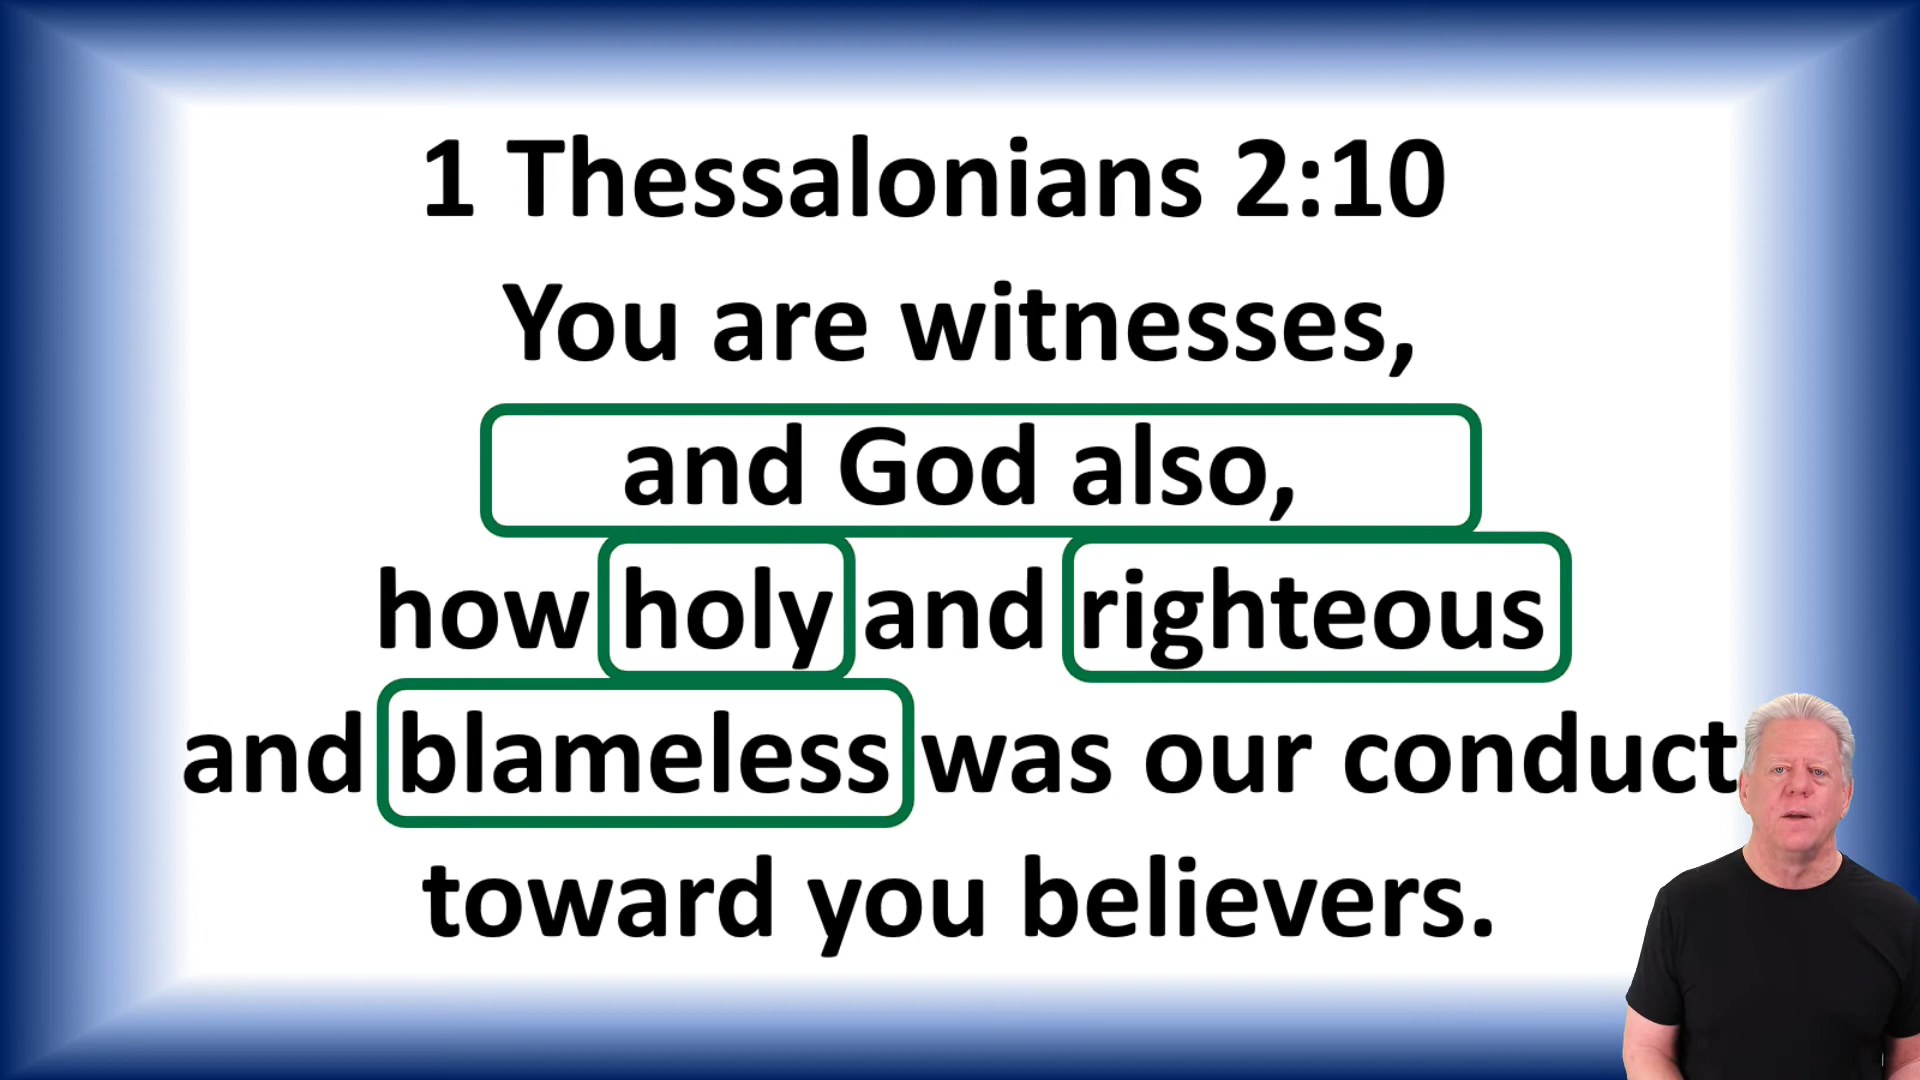 1 Thessalonians 2:10
You are witnesses,
and God also,
how holy and righteous
and blameless was our conduct
toward you believers.